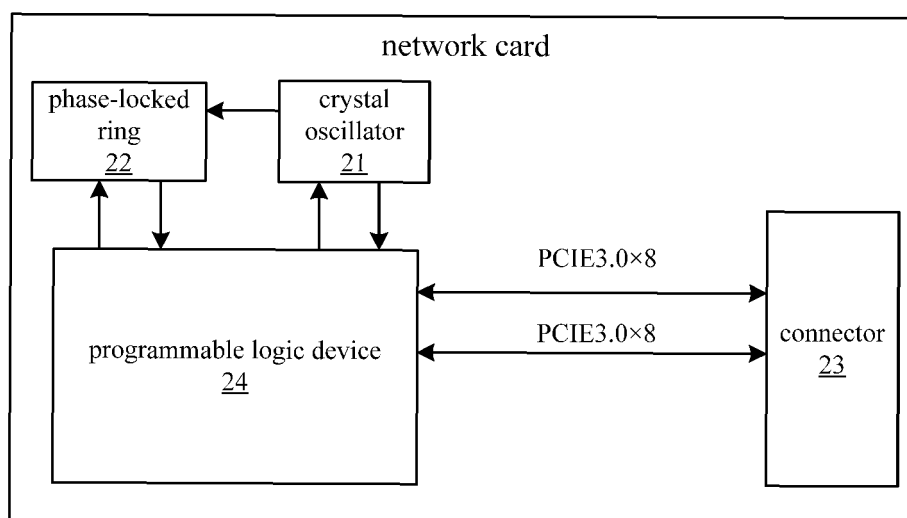 network card
phase-locked
ring
22
crystal
oscillator
21
PCIE3.0×8
PCIE3.0×8
programmable logic device
24
connector
23